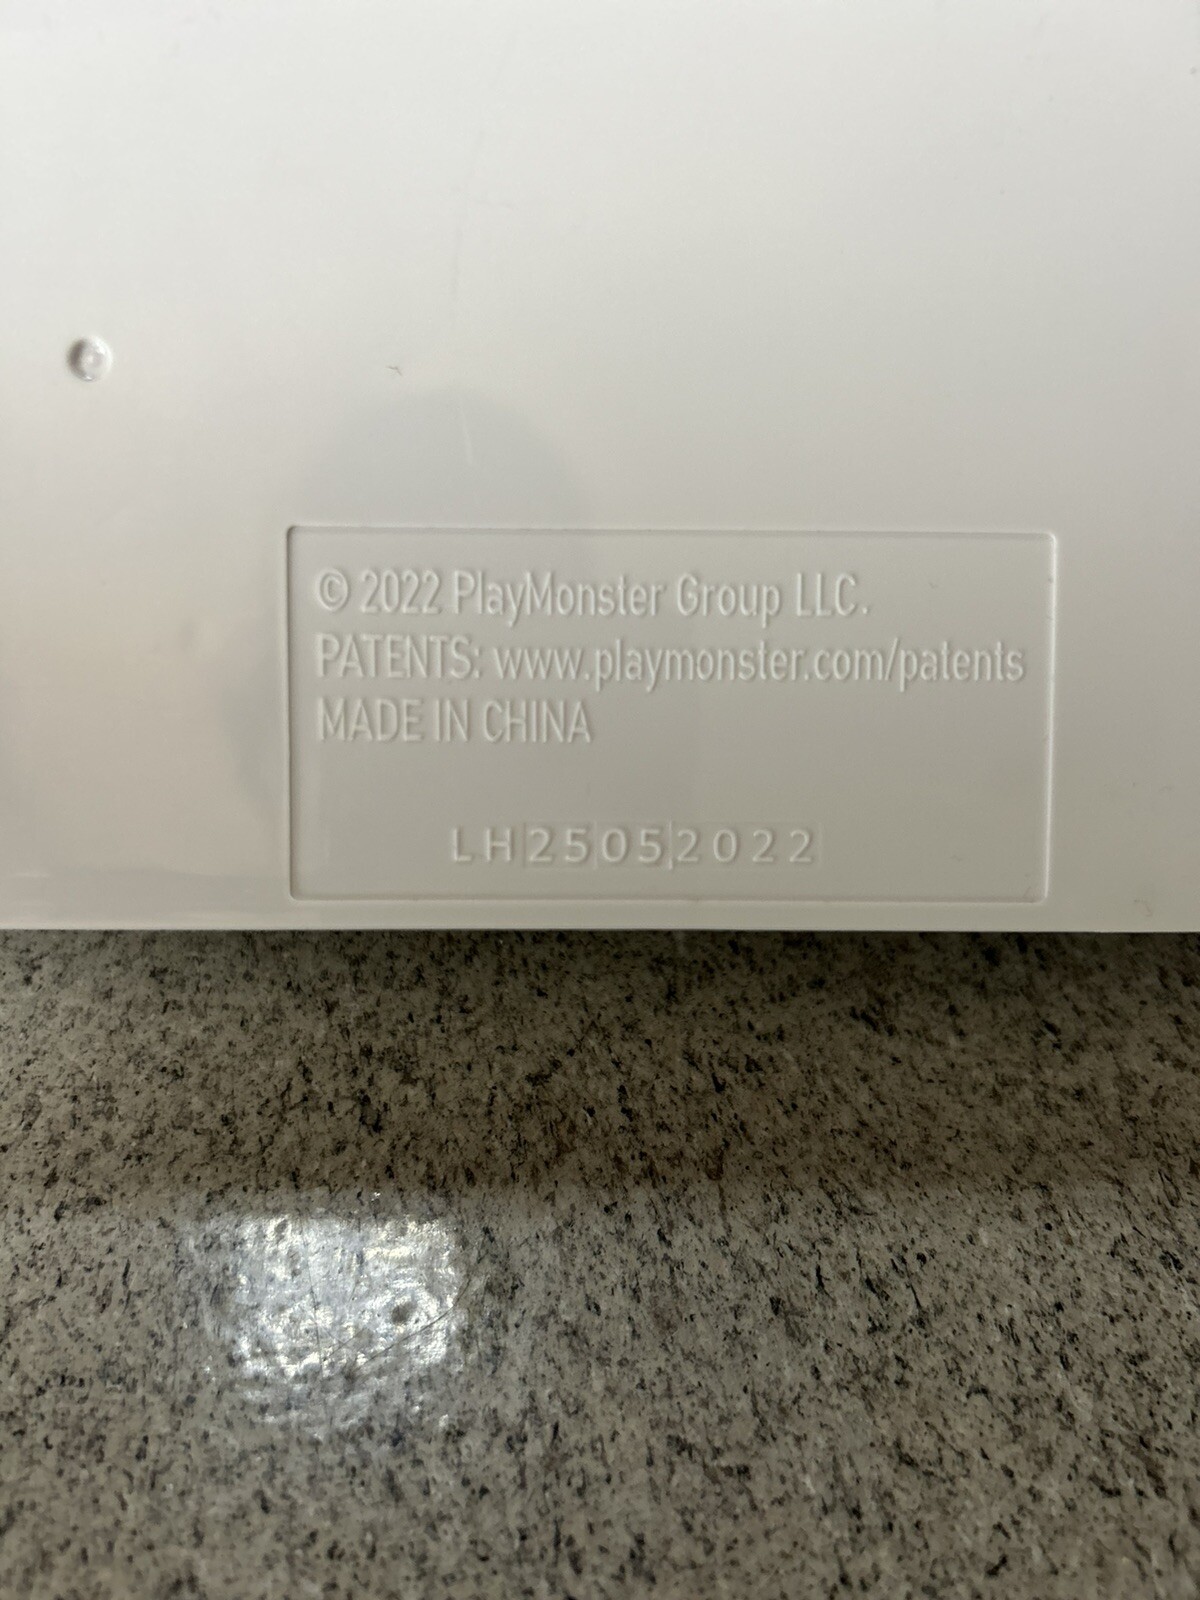 © 2022 PlayMonster Group LLC.
PATENTS: www.playmonster.com/patents
MADE IN CHINA
LH25052022